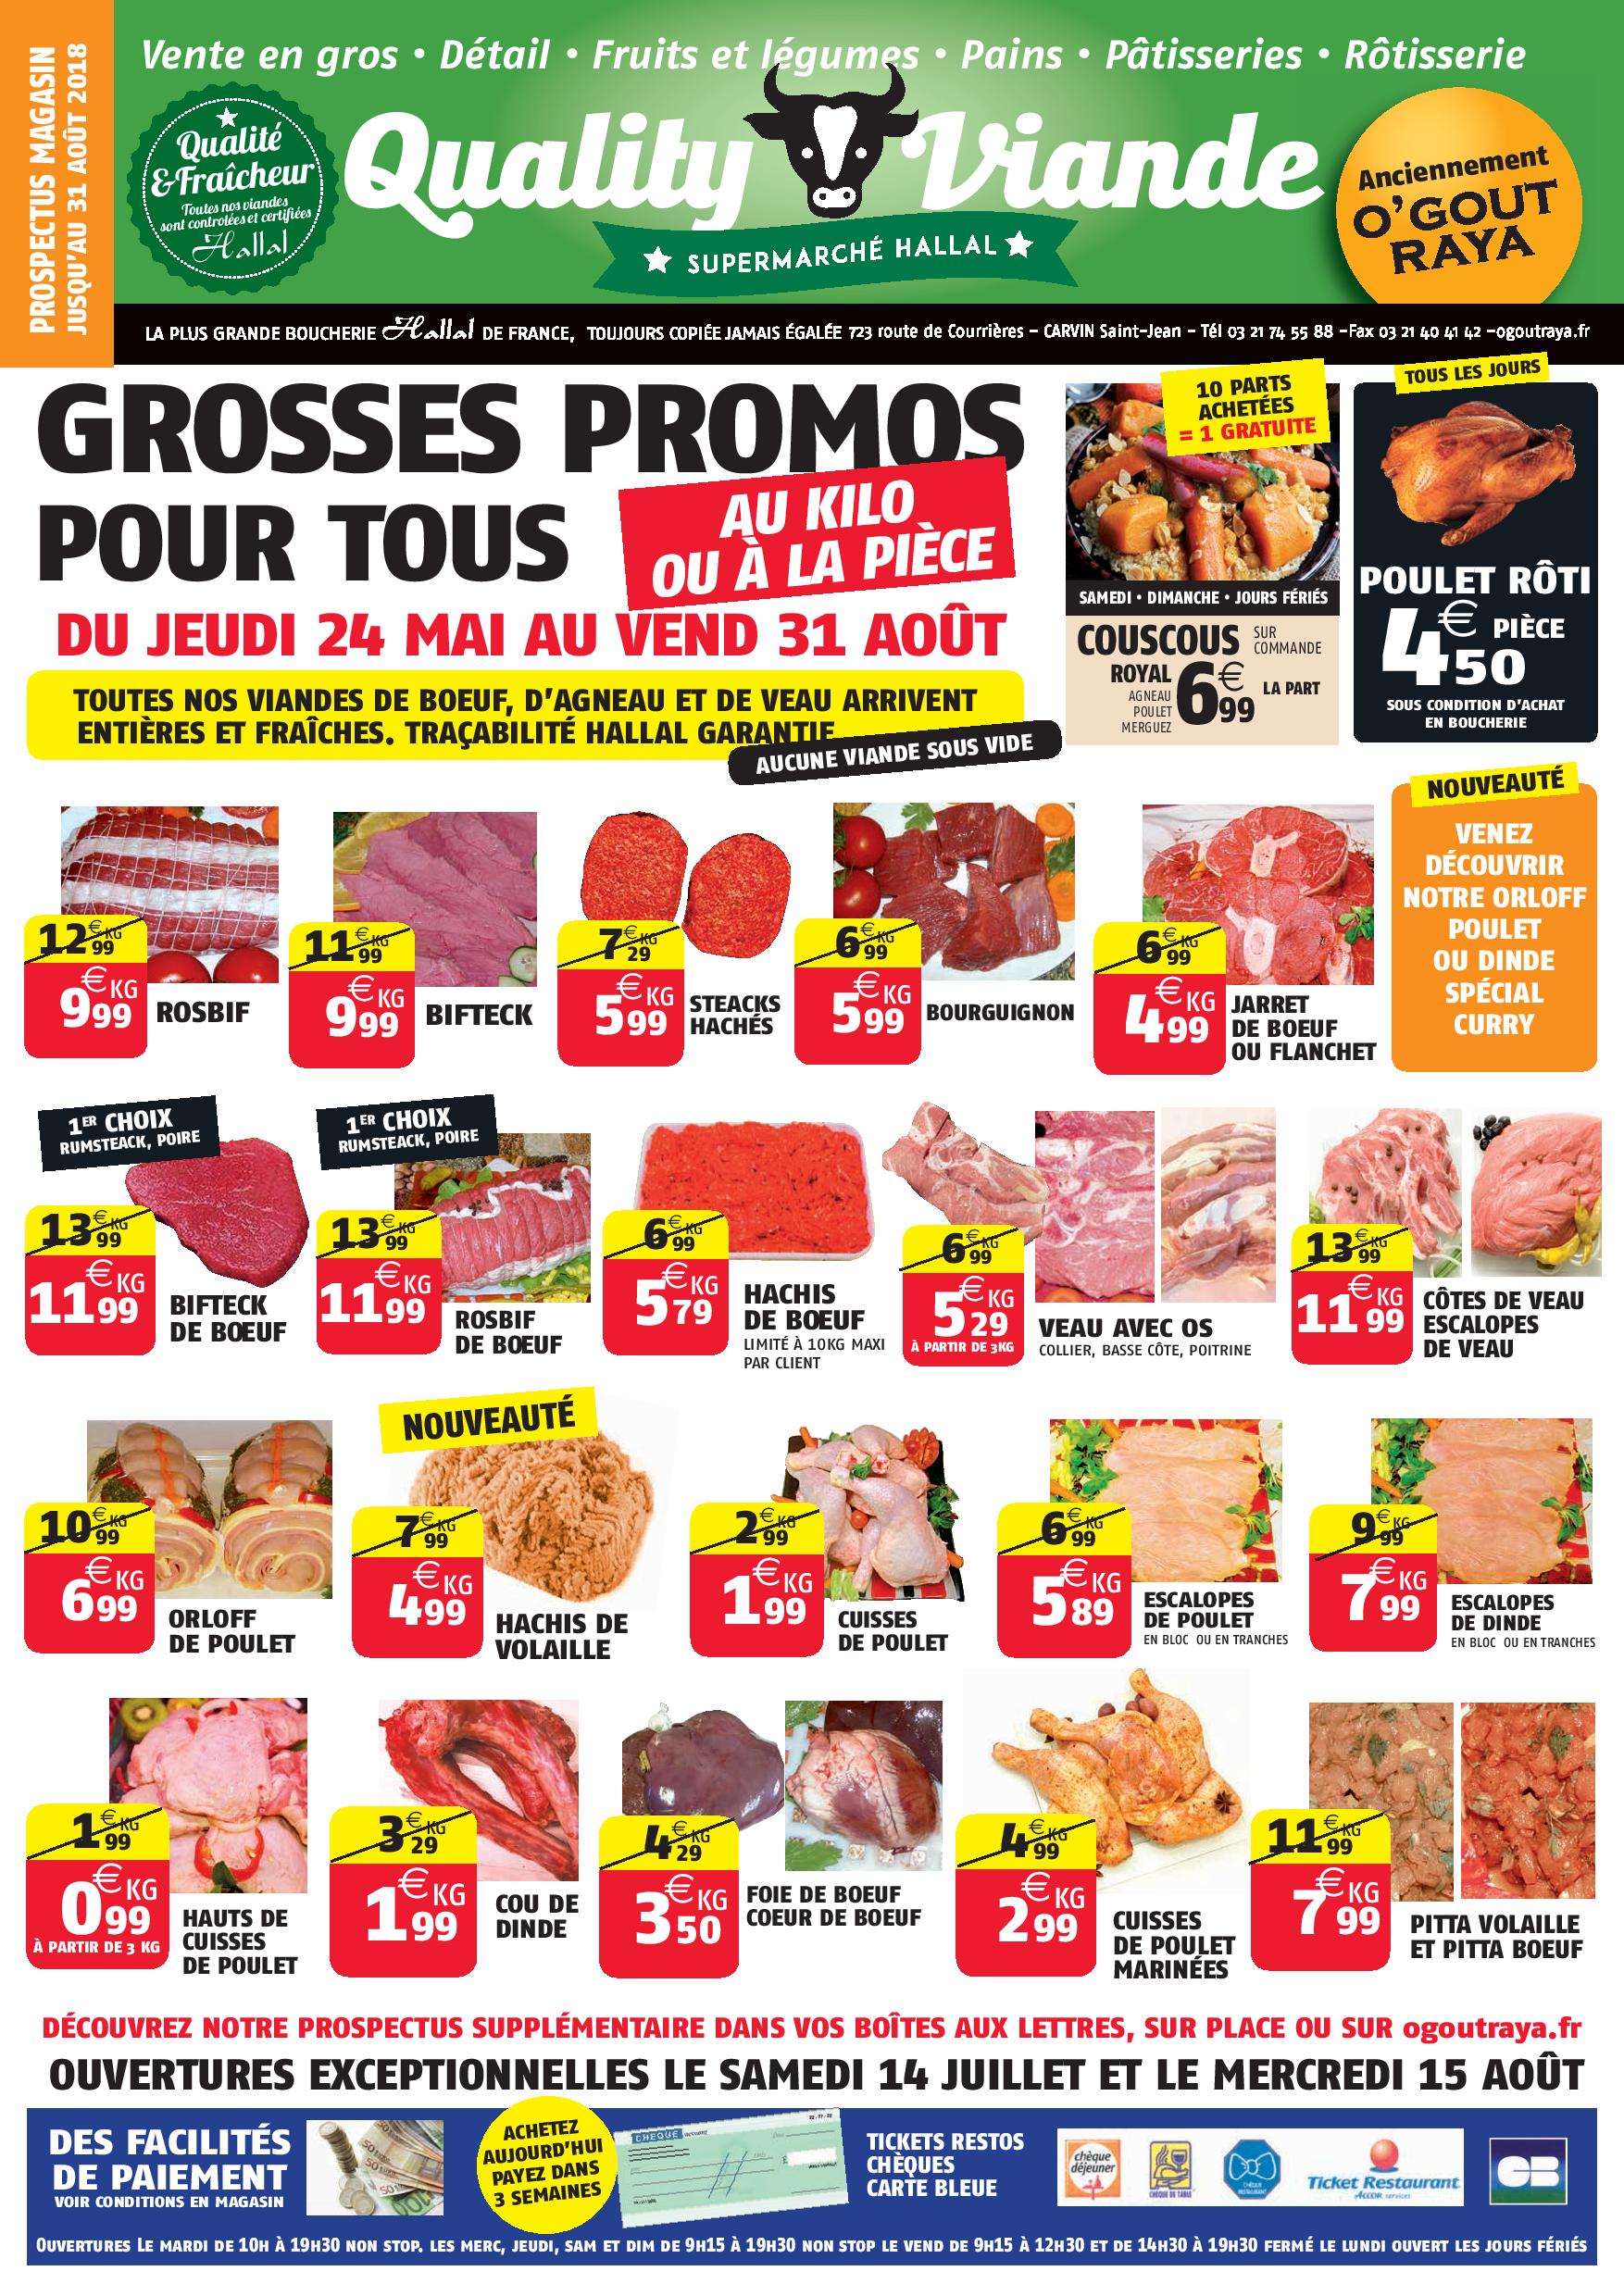 PROSPECTUS MAGASIN
JUSQU'AU 31 AOÛT 2018
Vente en gros • Détail • Fruits et légumes • Pains • Pâtisseries • Rôtisserie
Qualité
& Fraîcheur
Toutes nos viandes
sont controlées et certifiées
Hallal
Quality Viande
SUPERMARCHÉ HALLAL
Anciennement
O'GOUT
RAYA
LA PLUS GRANDE BOUCHERIE Hallal DE FRANCE, TOUJOURS COPIÉE JAMAIS ÉGALÉE 723 route de Courrières – CARVIN Saint-Jean – Tél 03 21 74 55 88 –Fax 03 21 40 41 42 –ogoutraya.fr
GROSSES PROMOS
POUR TOUS
AU KILO
OU À LA PIÈCE
DU JEUDI 24 MAI AU VEND 31 AOÛT
TOUTES NOS VIANDES DE BOEUF, D'AGNEAU ET DE VEAU ARRIVENT
ENTIÈRES ET FRAÎCHES. TRAÇABILITÉ HALLAL GARANTIE
AUCUNE VIANDE SOUS VIDE
10 PARTS
ACHETÉES
= 1 GRATUITE
SAMEDI • DIMANCHE • JOURS FÉRIÉS
COUSCOUS SUR
COMMANDE
ROYAL
AGNEAU
POULET
MERGUEZ
6€99 LA PART
TOUS LES JOURS
POULET RÔTI
4€50 PIÈCE
SOUS CONDITION D'ACHAT
EN BOUCHERIE
12€99 KG
9€99 KG
ROSBIF
11€99 KG
9€99 KG
BIFTECK
7€29 KG
5€99 KG
STEACKS
HACHÉS
6€99 KG
5€99 KG
BOURGUIGNON
6€99 KG
4€99 KG
JARRET
DE BOEUF
OU FLANCHET
NOUVEAUTÉ
VENEZ
DÉCOUVRIR
NOTRE ORLOFF
POULET
OU DINDE
SPÉCIAL
CURRY
1ER CHOIX
RUMSTEACK, POIRE
13€99 KG
11€99 KG
BIFTECK
DE BŒUF
1ER CHOIX
RUMSTEACK, POIRE
13€99 KG
11€99 KG
ROSBIF
DE BŒUF
6€99 KG
5€79 KG
HACHIS
DE BŒUF
LIMITÉ À 10KG MAXI
PAR CLIENT
6€99 KG
5€29 KG
À PARTIR DE 3KG
VEAU AVEC OS
COLLIER, BASSE CÔTE, POITRINE
13€99 KG
11€99 KG
CÔTES DE VEAU
ESCALOPES
DE VEAU
10€99 KG
6€99 KG
ORLOFF
DE POULET
NOUVEAUTÉ
7€99 KG
4€99 KG
HACHIS DE
VOLAILLE
2€99 KG
1€99 KG
CUISSES
DE POULET
6€99 KG
5€89 KG
ESCALOPES
DE POULET
EN BLOC OU EN TRANCHES
9€99 KG
7€99 KG
ESCALOPES
DE DINDE
EN BLOC OU EN TRANCHES
1€99 KG
0€99 KG
À PARTIR DE 3 KG
HAUTS DE
CUISSES
DE POULET
3€29 KG
1€99 KG
COU DE
DINDE
4€29 KG
3€50 KG
FOIE DE BOEUF
COEUR DE BOEUF
4€99 KG
2€99 KG
CUISSES
DE POULET
MARINÉES
11€99 KG
7€99 KG
PITTA VOLAILLE
ET PITTA BOEUF
DÉCOUVREZ NOTRE PROSPECTUS SUPPLÉMENTAIRE DANS VOS BOÎTES AUX LETTRES, SUR PLACE OU SUR ogoutraya.fr
OUVERTURES EXCEPTIONNELLES LE SAMEDI 14 JUILLET ET LE MERCREDI 15 AOÛT
DES FACILITÉS
DE PAIEMENT
VOIR CONDITIONS EN MAGASIN
ACHETEZ
AUJOURD'HUI
PAYEZ DANS
3 SEMAINES
CHEQUE
TICKETS RESTOS
CHÈQUES
CARTE BLEUE
chèque
déjeuner
CHEQUE DE TABLE
CHEQUE
RESTAURANT
Ticket Restaurant
ACCOR services
CB
OUVERTURES LE MARDI DE 10H À 19H30 NON STOP. LES MERC, JEUDI, SAM ET DIM DE 9H15 À 19H30 NON STOP LE VEND DE 9H15 À 12H30 ET DE 14H30 À 19H30 FERMÉ LE LUNDI OUVERT LES JOURS FÉRIÉS